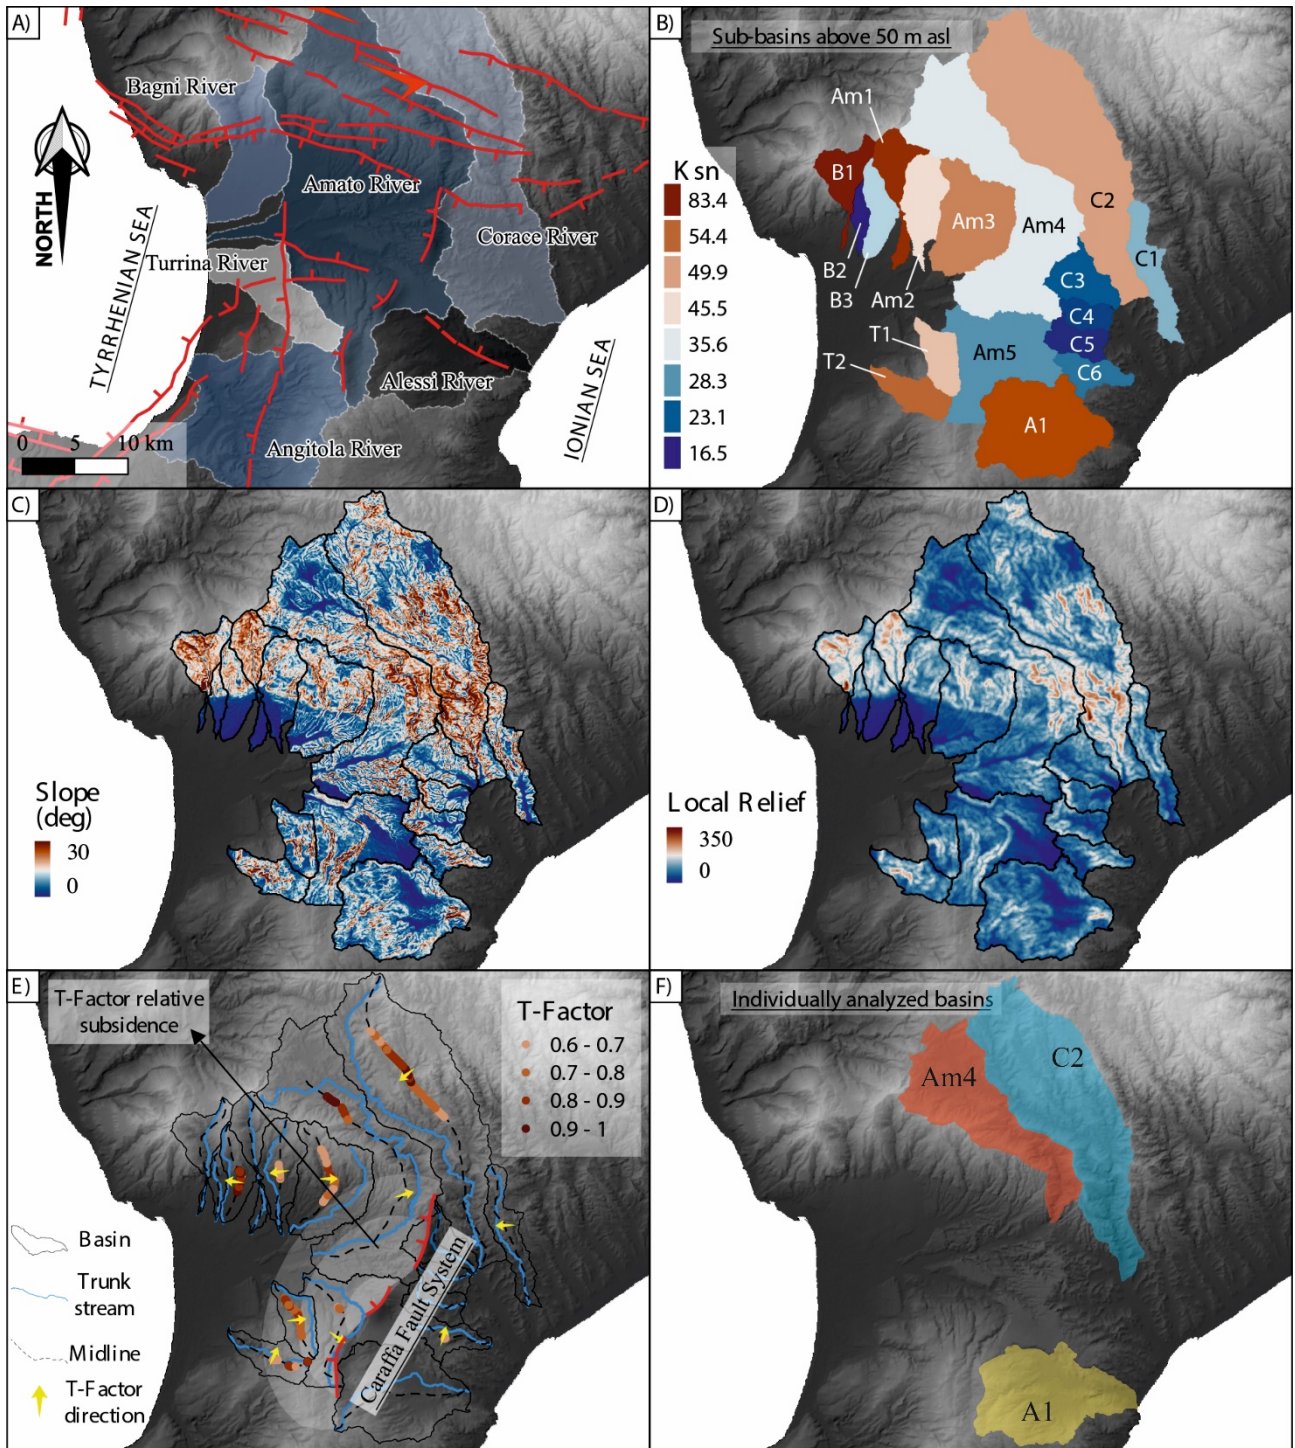 A)
Bagni River
NORTH
Amato River
Corace River
Turrina River
TYRRHENIAN SEA
Alessi River
IONIAN SEA
Angitola River
0 5 10 km
B)
Sub-basins above 50 m asl
Am1
K sn
83.4
54.4
49.9
45.5
35.6
28.3
23.1
16.5
B1
B2
B3
Am2
Am3
Am4
C2
C1
C3
C4
C5
C6
T1
T2
Am5
A1
C)
Slope
(deg)
30
0
D)
Local Relief
350
0
E)
T-Factor relative
subsidence
T-Factor
0.6 - 0.7
0.7 - 0.8
0.8 - 0.9
0.9 - 1
Basin
Trunk
stream
Midline
T-Factor
direction
Caraffa Fault System
F)
Individually analyzed basins
Am4
C2
A1